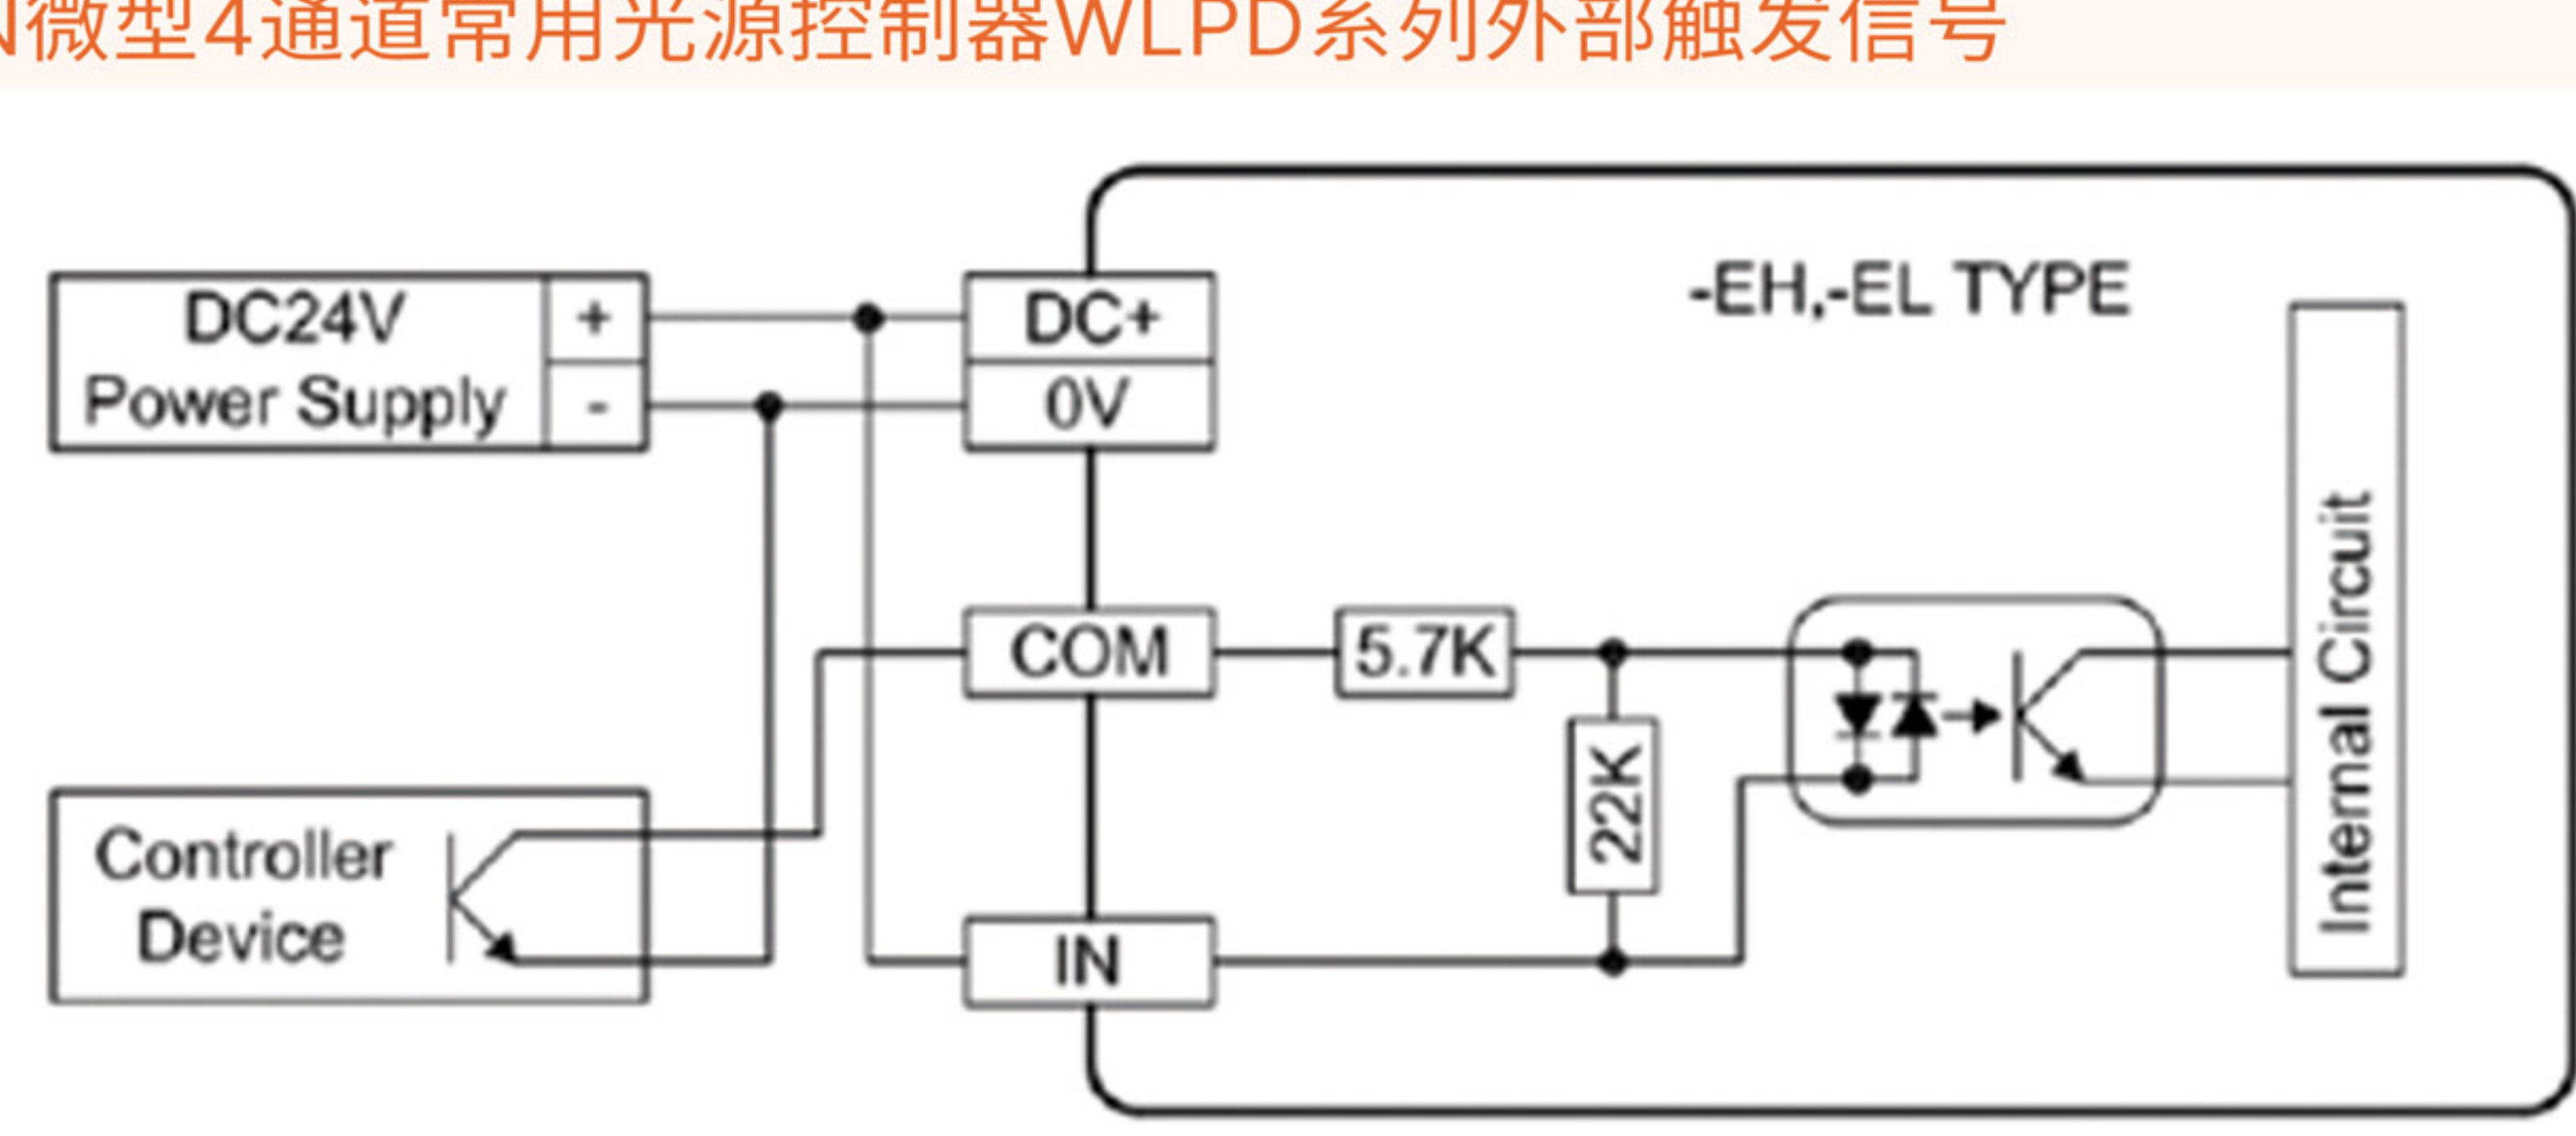 N微型4通道常用光源控制器WLPD系列外部触发信号
-EH,-EL TYPE
DC24V
Power Supply
+
-
DC+
0V
COM
5.7K
22K
Controller
Device
IN
Internal Circuit